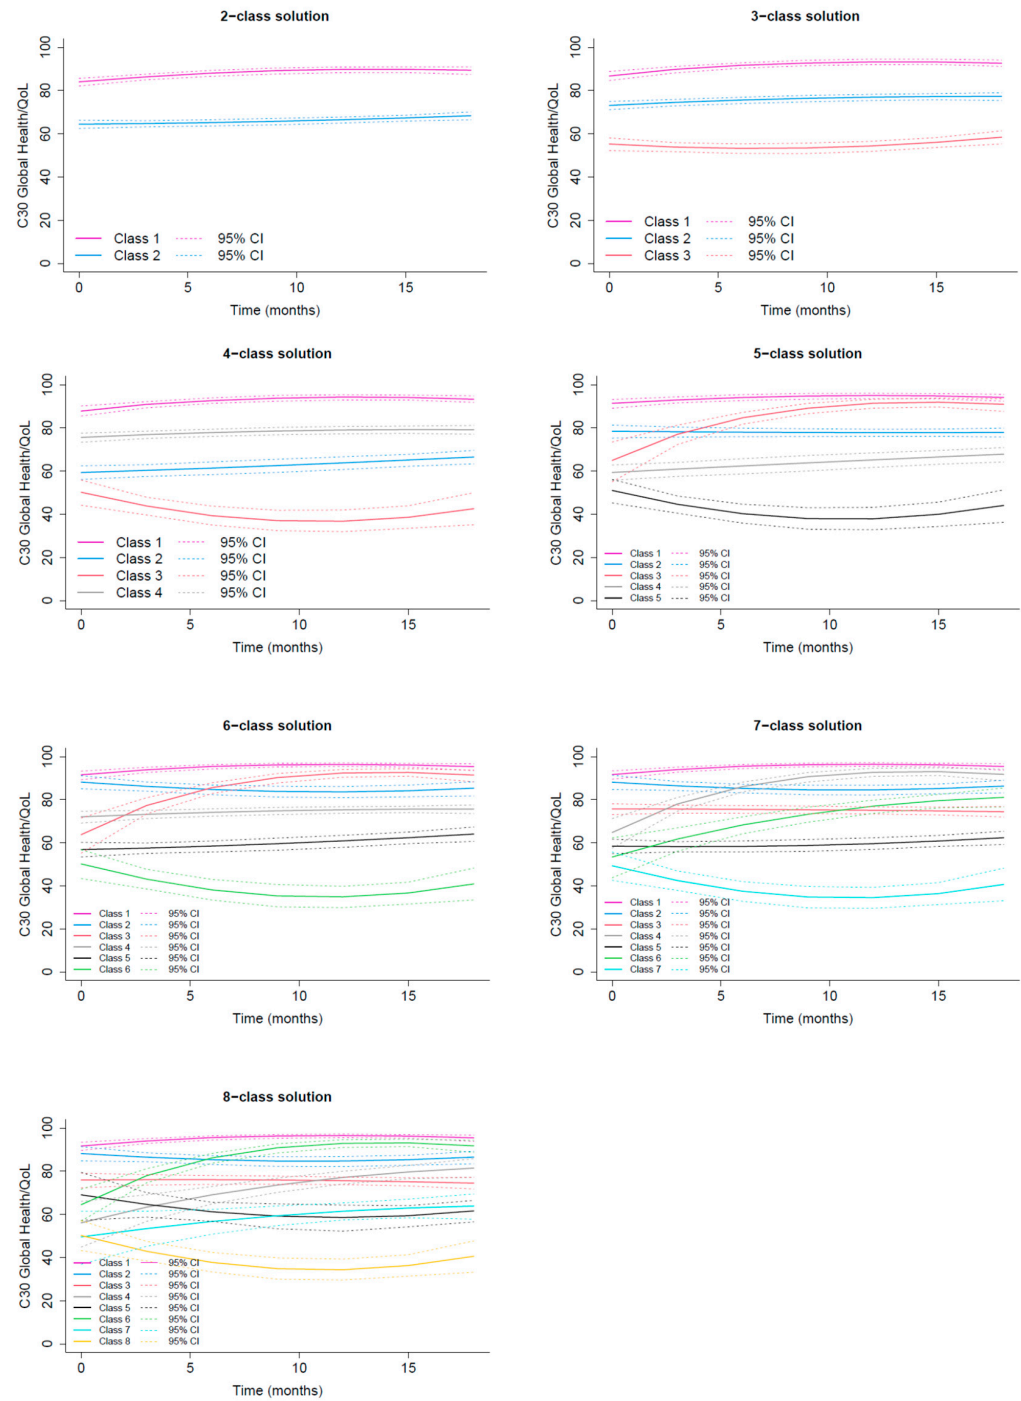 2−class solution
C30 Global Health/QoL
100
80
60
40
20
0
Class 1 95% CI
Class 2 95% CI
0 5 10 15
Time (months)
3−class solution
C30 Global Health/QoL
100
80
60
40
20
0
Class 1 95% CI
Class 2 95% CI
Class 3 95% CI
0 5 10 15
Time (months)
4−class solution
C30 Global Health/QoL
100
80
60
40
20
0
Class 1 95% CI
Class 2 95% CI
Class 3 95% CI
Class 4 95% CI
0 5 10 15
Time (months)
5−class solution
C30 Global Health/QoL
100
80
60
40
20
0
Class 1 95% CI
Class 2 95% CI
Class 3 95% CI
Class 4 95% CI
Class 5 95% CI
0 5 10 15
Time (months)
6−class solution
C30 Global Health/QoL
100
80
60
40
20
0
Class 1 95% CI
Class 2 95% CI
Class 3 95% CI
Class 4 95% CI
Class 5 95% CI
Class 6 95% CI
0 5 10 15
Time (months)
7−class solution
C30 Global Health/QoL
100
80
60
40
20
0
Class 1 95% CI
Class 2 95% CI
Class 3 95% CI
Class 4 95% CI
Class 5 95% CI
Class 6 95% CI
Class 7 95% CI
0 5 10 15
Time (months)
8−class solution
C30 Global Health/QoL
100
80
60
40
20
0
Class 1 95% CI
Class 2 95% CI
Class 3 95% CI
Class 4 95% CI
Class 5 95% CI
Class 6 95% CI
Class 7 95% CI
Class 8 95% CI
0 5 10 15
Time (months)